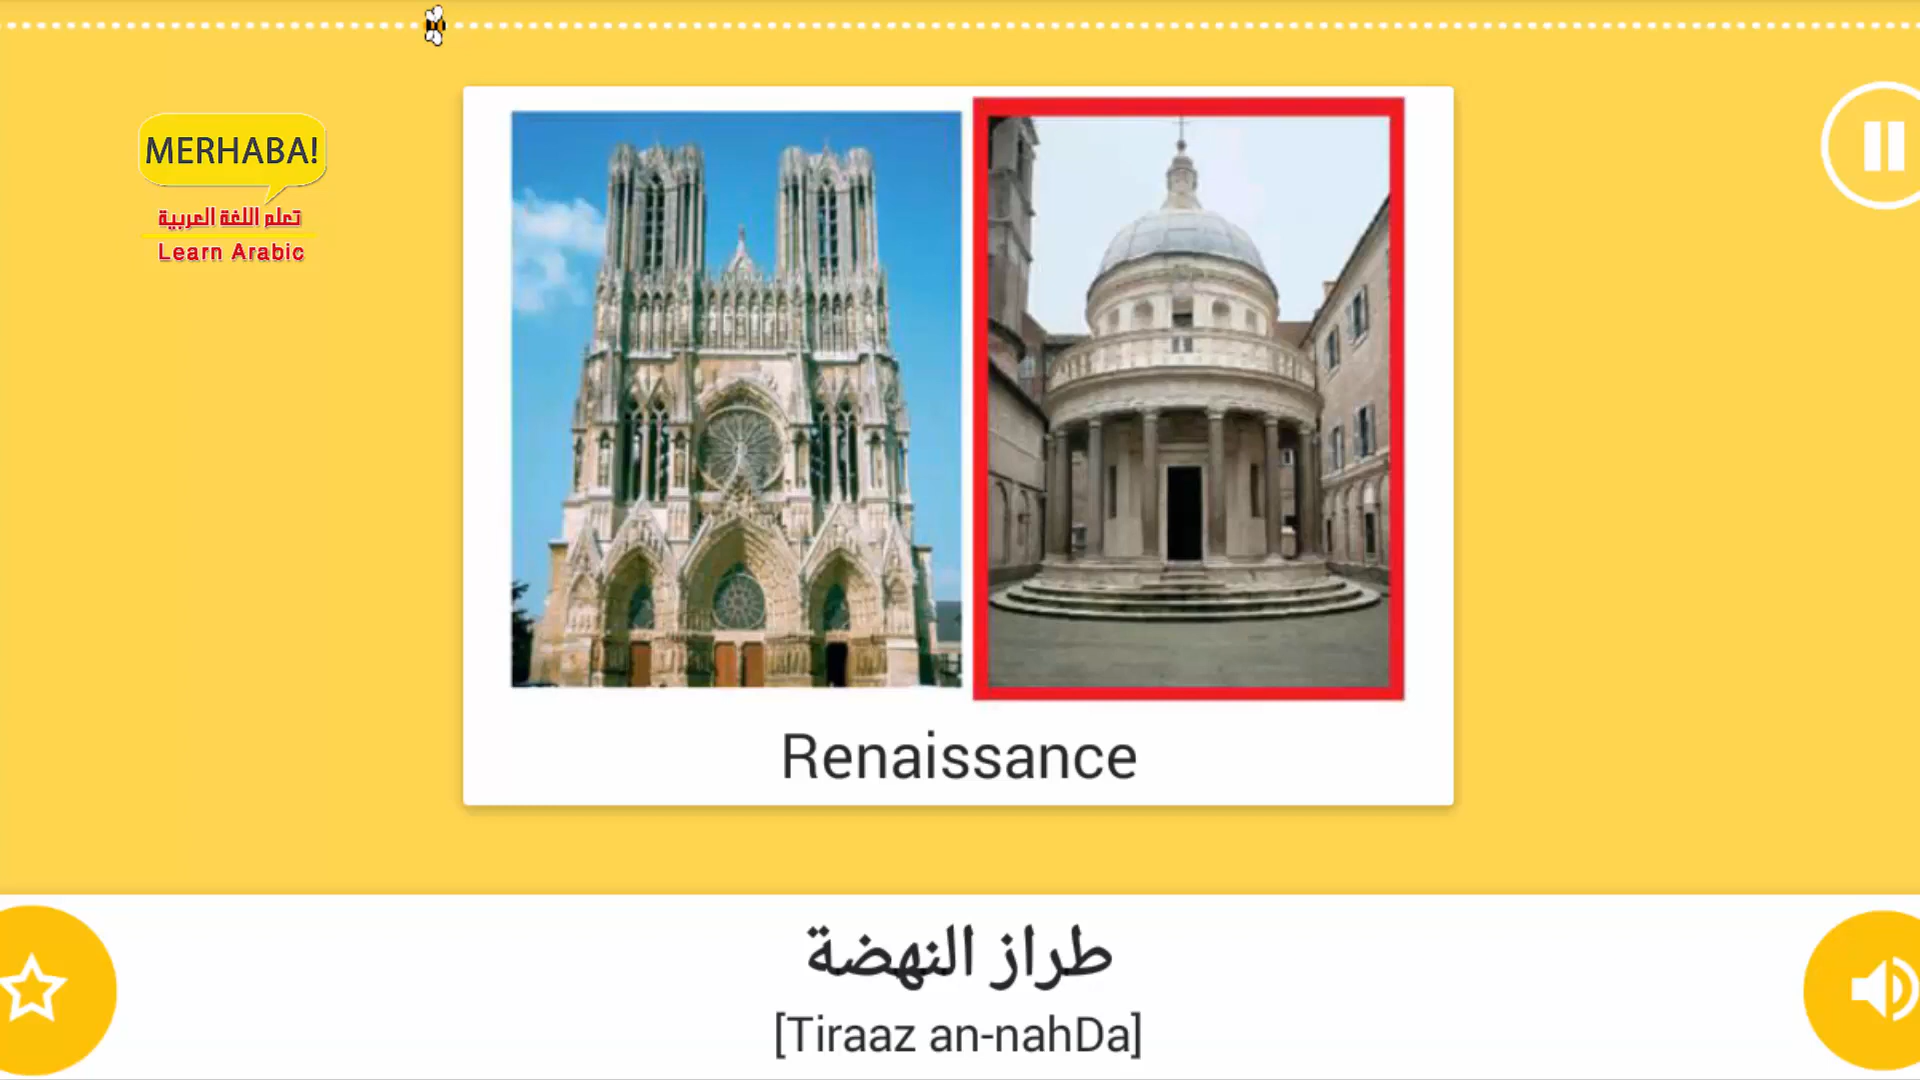 MERHABA!
تعلم اللغة العربية
Learn Arabic
Renaissance
طراز النهضة
[Tiraaz an-nahDa]